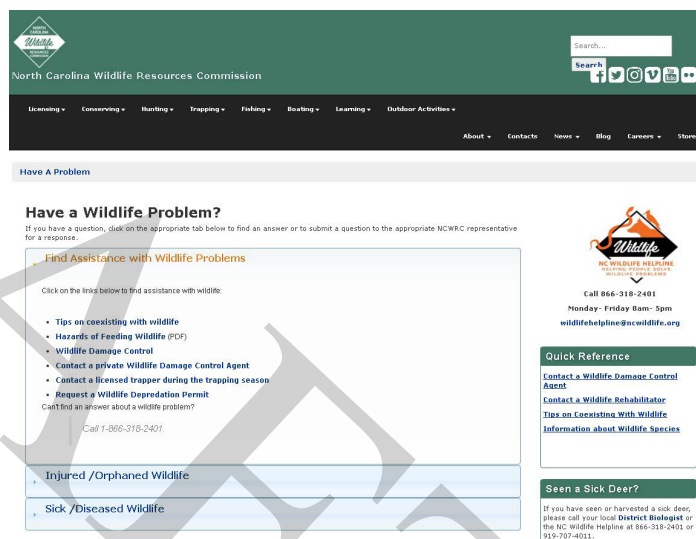 NORTH
CAROLINA
Wildlife
RESOURCES
COMMISSION
North Carolina Wildlife Resources Commission
Search...
Search
You
Tube
Licensing Conserving Hunting Trapping Fishing Boating Learning Outdoor Activities
About Contacts News Blog Careers Store
Have A Problem
Have a Wildlife Problem?
If you have a question, click on the appropriate tab below to find an answer or to submit a question to the appropriate NCWRC representative
for a response.
Find Assistance with Wildlife Problems
Click on the links below to find assistance with wildlife:
• Tips on coexisting with wildlife
• Hazards of Feeding Wildlife (PDF)
• Wildlife Damage Control
• Contact a private Wildlife Damage Control Agent
• Contact a licensed trapper during the trapping season
• Request a Wildlife Depredation Permit
Can't find an answer about a wildlife problem?
Call 1-866-318-2401.
Injured /Orphaned Wildlife
Sick /Diseased Wildlife
Wildlife
NC WILDLIFE HELPLINE
HELPING PEOPLE SOLVE
WILDLIFE PROBLEMS
Call 866-318-2401
Monday- Friday 8am- 5pm
wildlifehelpline@ncwildlife.org
Quick Reference
Contact a Wildlife Damage Control
Agent
Contact a Wildlife Rehabilitator
Tips on Coexisting With Wildlife
Information about Wildlife Species
Seen a Sick Deer?
If you have seen or harvested a sick deer,
please call your local District Biologist or
the NC Wildlife Helpline at 866-318-2401 or
919-707-4011.